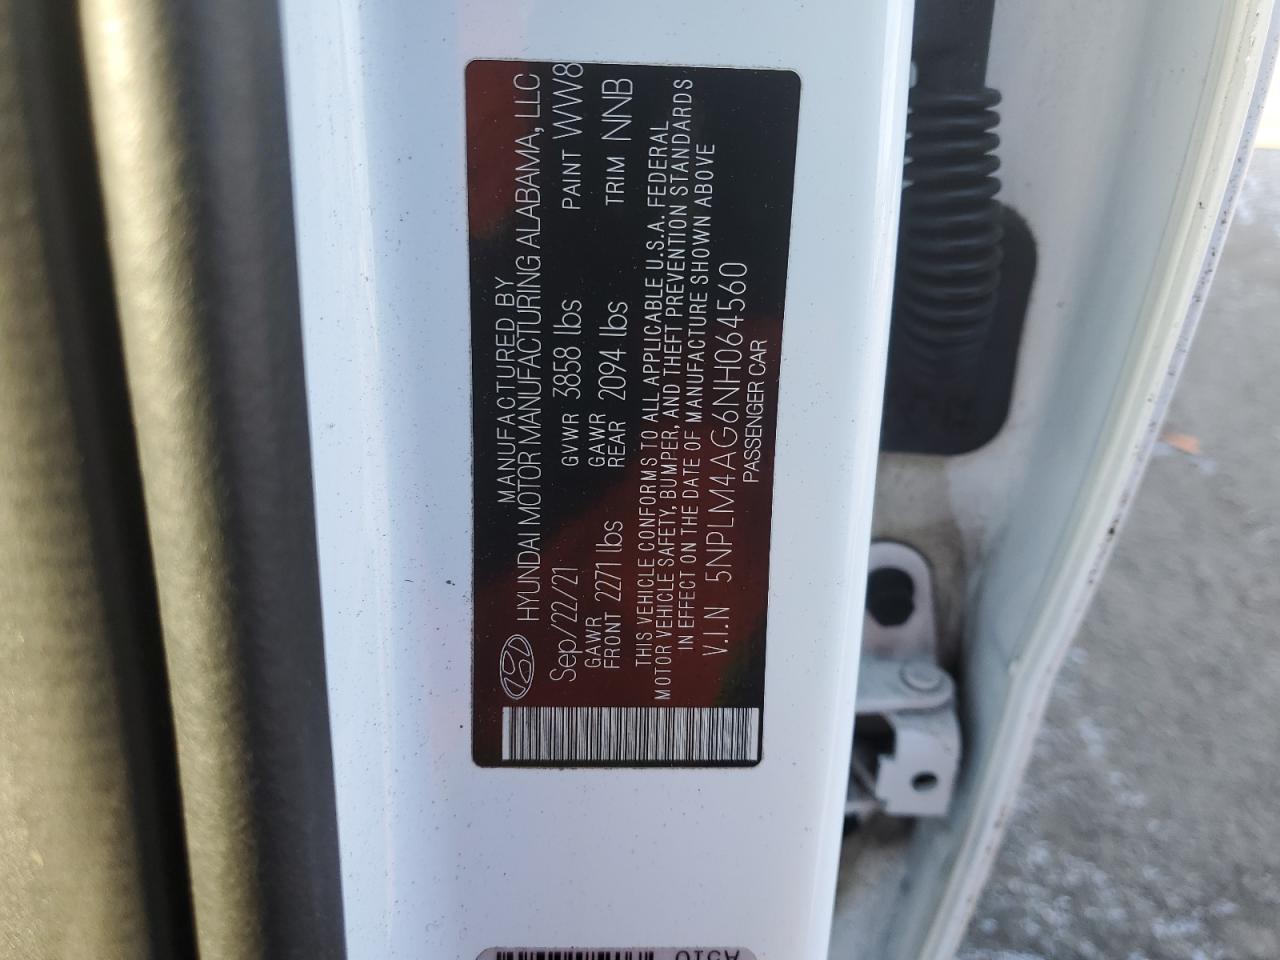 MANUFACTURED BY
HYUNDAI MOTOR MANUFACTURING ALABAMA, LLC
Sep/22/21 GVWR 3858 lbs PAINT WW8
GAWR FRONT 2271 lbs GAWR REAR 2094 lbs TRIM NNB
THIS VEHICLE CONFORMS TO ALL APPLICABLE U.S.A. FEDERAL
MOTOR VEHICLE SAFETY, BUMPER, AND THEFT PREVENTION STANDARDS
IN EFFECT ON THE DATE OF MANUFACTURE SHOWN ABOVE
V.I.N 5NPLM4AG6NH064560
PASSENGER CAR